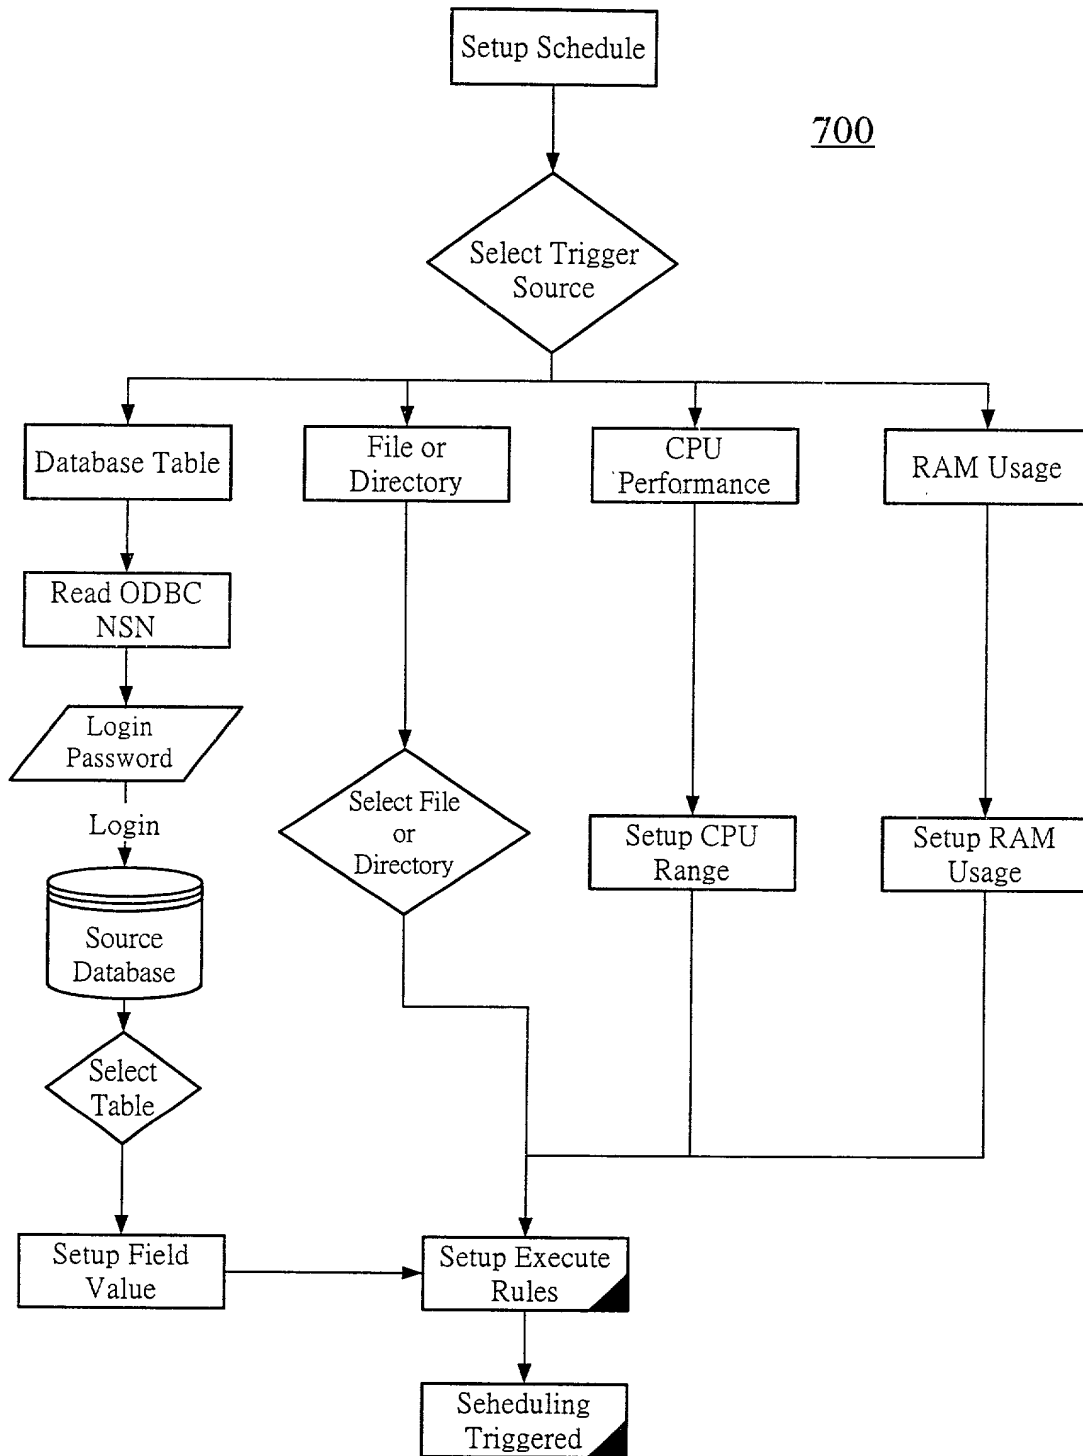 Setup Schedule
700
Select Trigger
Source
Database Table
File or
Directory
CPU
Performance
RAM Usage
Read ODBC
NSN
Login
Password
Login
Source
Database
Select File
or
Directory
Setup CPU
Range
Setup RAM
Usage
Select
Table
Setup Field
Value
Setup Execute
Rules
Seheduling
Triggered